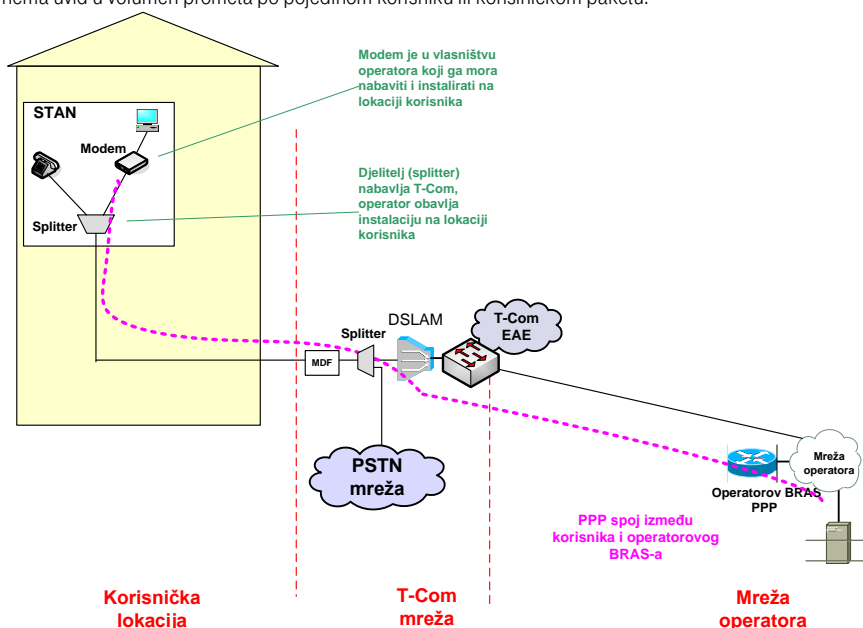 nema uvid u volumen prometa po pojedinom korisniku ili korisničkom paketu.
Modem je u vlasništvu
operatora koji ga mora
nabaviti i instalirati na
lokaciji korisnika
STAN
Modem
Djelitelj (splitter)
nabavlja T-Com,
operator obavlja
instalaciju na lokaciji
korisnika
Splitter
DSLAM
T-Com
EAE
Splitter
MDF
PSTN
mreža
Mreža
operatora
Operatorov BRAS
PPP
PPP spoj između
korisnika i operatorovog
BRAS-a
Korisnička
lokacija
T-Com
mreža
Mreža
operatora